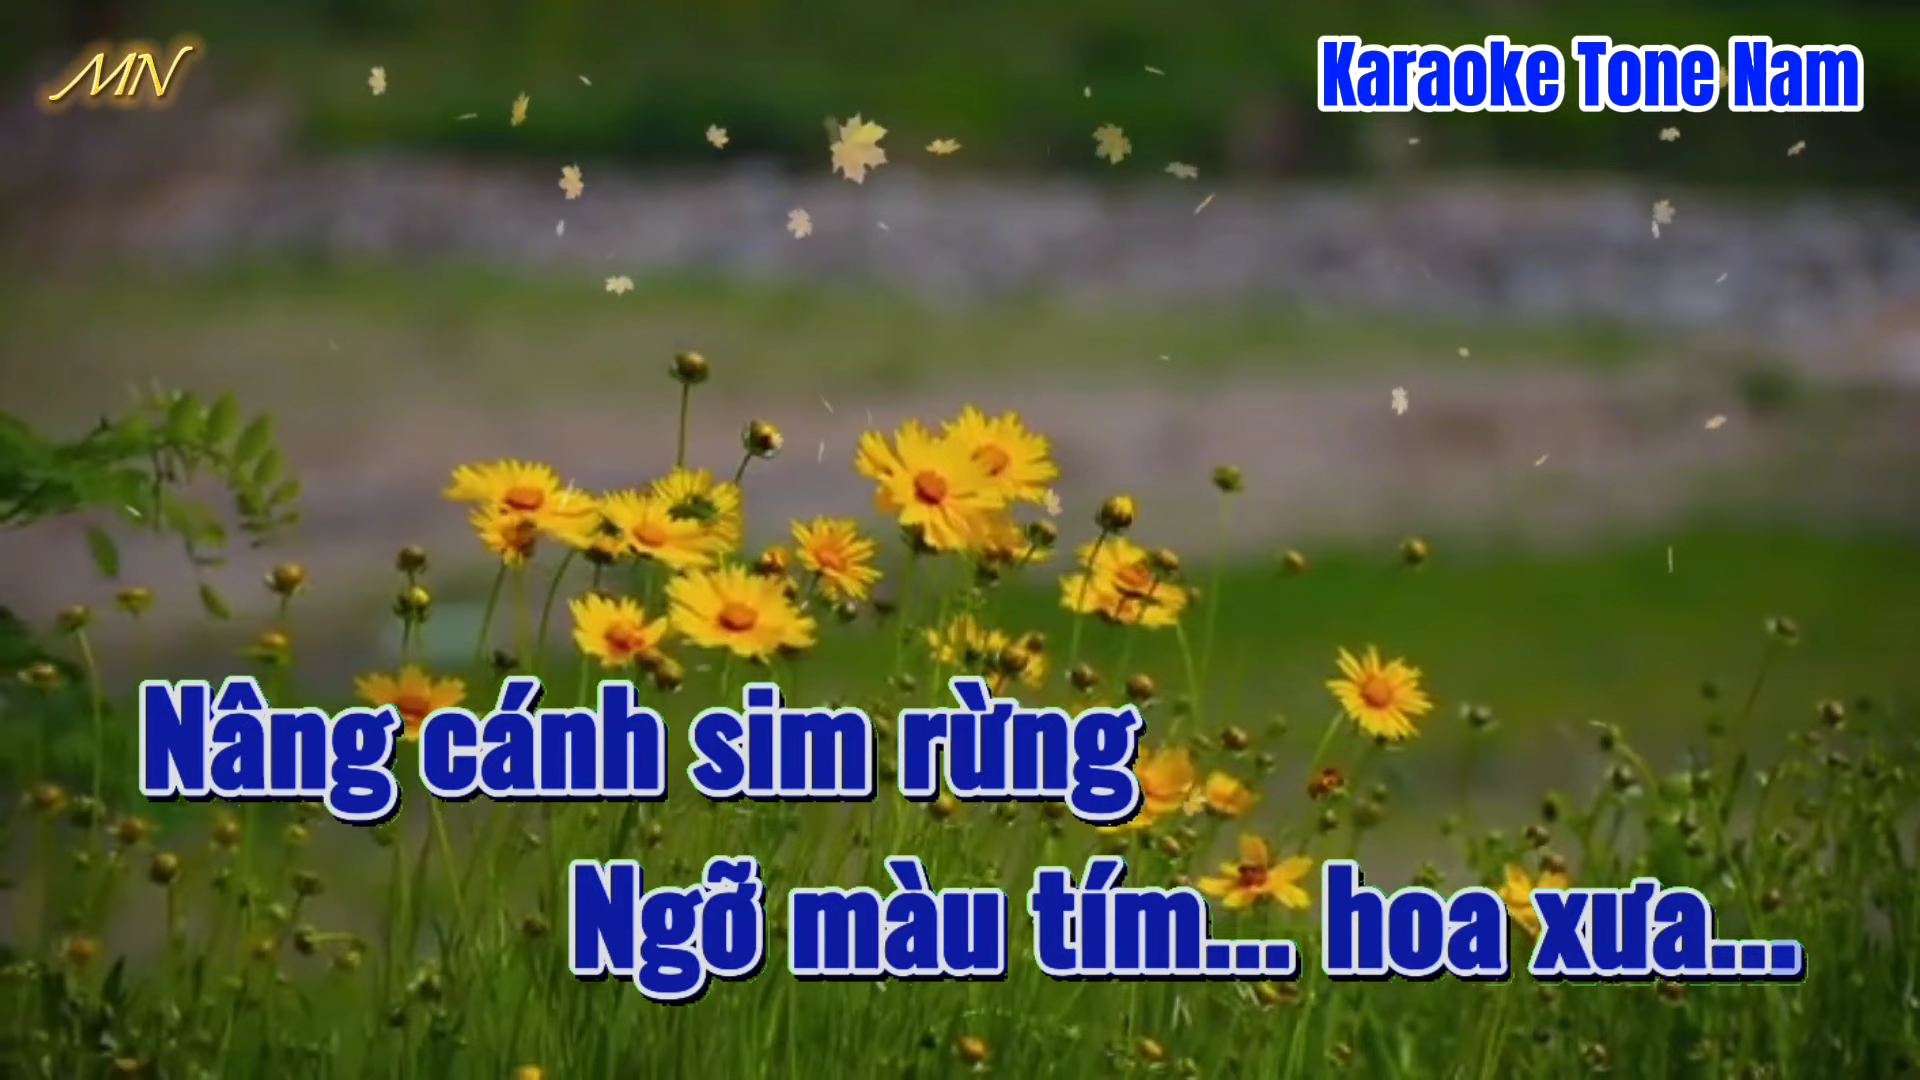 MN
Karaoke Tone Nam
Nâng cánh sim rừng
Ngỡ màu tím... hoa xưa...